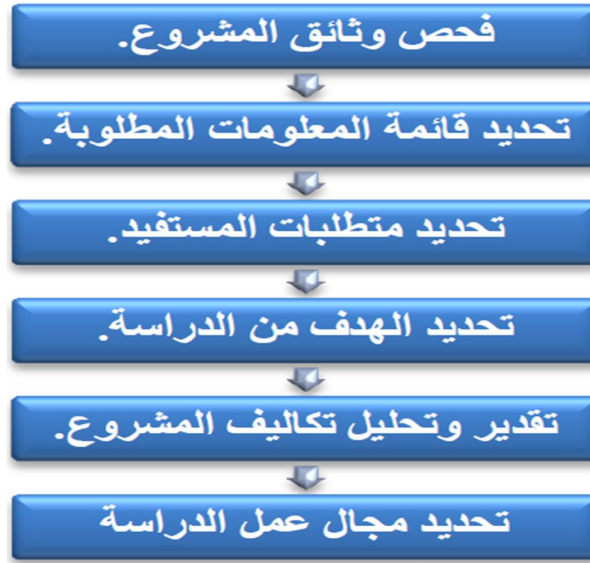 فحص وثائق المشروع.
تحديد قائمة المعلومات المطلوبة.
تحديد متطلبات المستفيد.
تحديد الهدف من الدراسة.
تقدير وتحليل تكاليف المشروع.
تحديد مجال عمل الدراسة